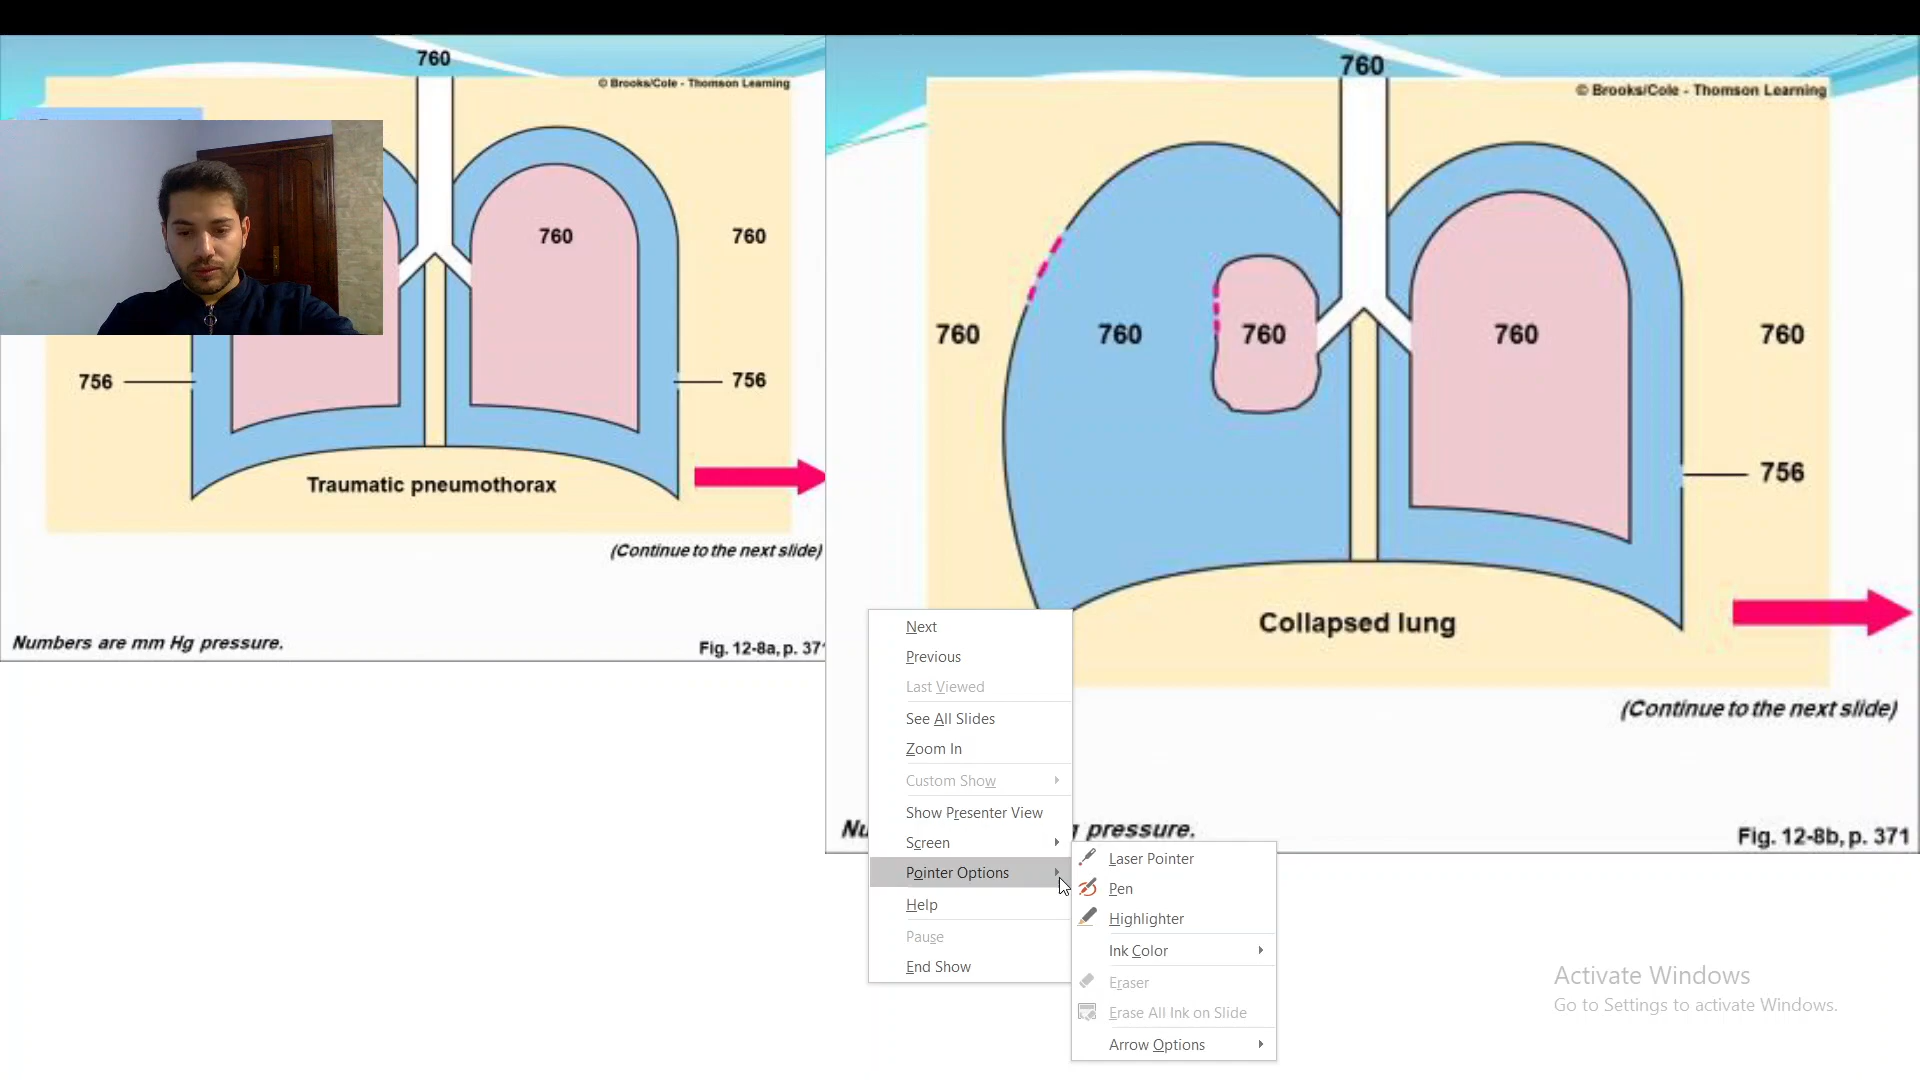 760
© Brooks/Cole - Thomson Learning
760
760
756
756
Traumatic pneumothorax
(Continue to the next slide)
Numbers are mm Hg pressure.
Fig. 12-8a, p. 37
760
© Brooks/Cole - Thomson Learning
760
760
760
760
760
756
Collapsed lung
(Continue to the next slide)
pressure.
Fig. 12-8b, p. 371
Next
Previous
Last Viewed
See All Slides
Zoom In
Custom Show
Show Presenter View
Screen
Pointer Options
Help
Pause
End Show
Laser Pointer
Pen
Highlighter
Ink Color
Eraser
Erase All Ink on Slide
Arrow Options
Activate Windows
Go to Settings to activate Windows.